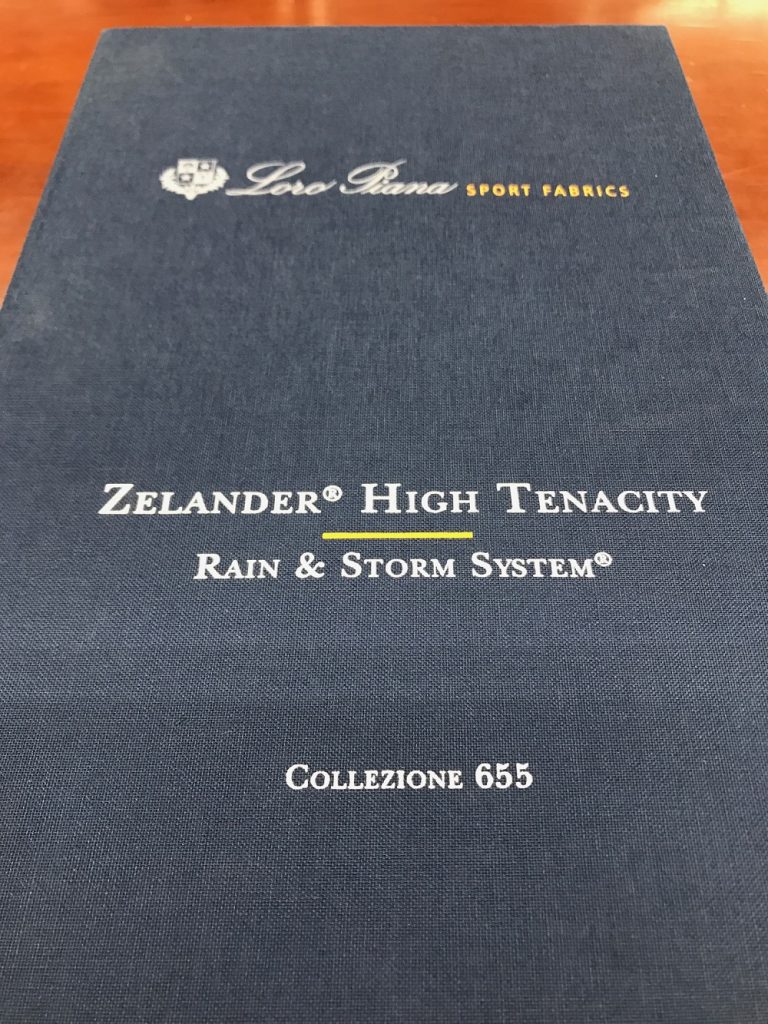 Loro Piana SPORT FABRICS
ZELANDER® HIGH TENACITY
RAIN & STORM SYSTEM®
COLLEZIONE 655